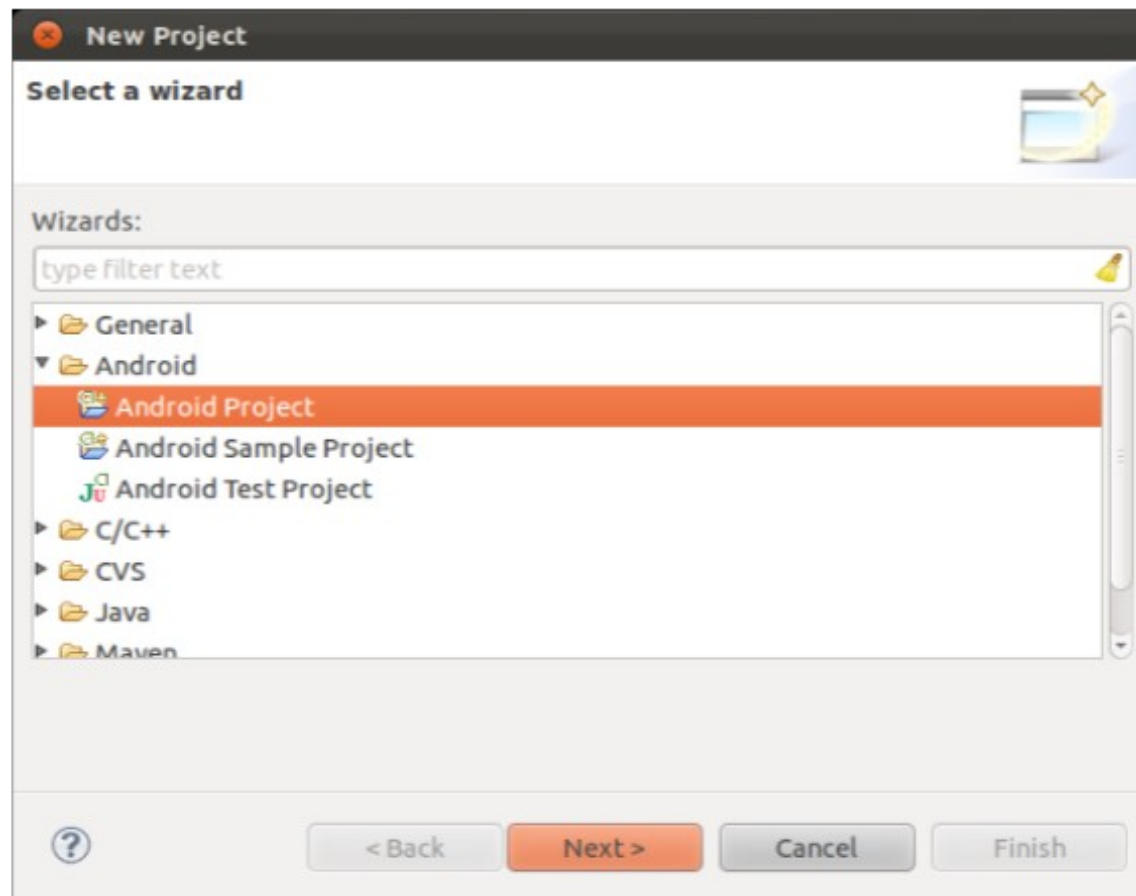 New Project
Select a wizard
Wizards:
type filter text
General
Android
Android Project
Android Sample Project
Android Test Project
C/C++
CVS
Java
Maven
< Back Next > Cancel Finish